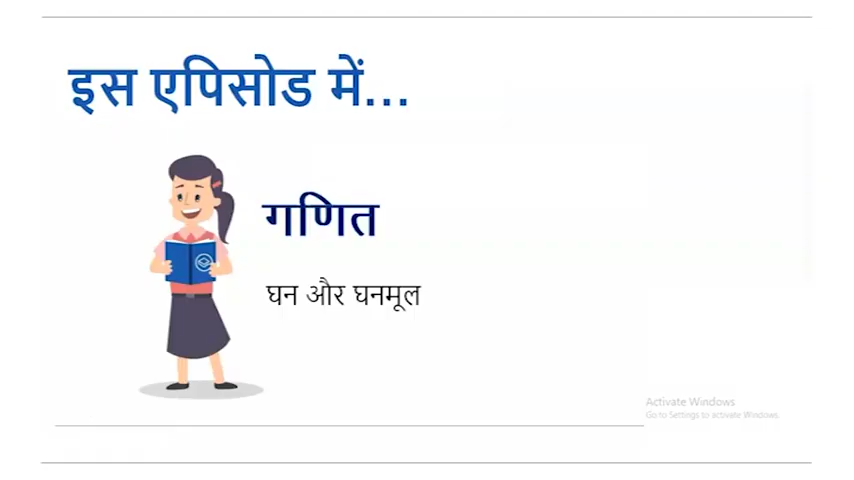 इस एपिसोड में...
गणित
घन और घनमूल
Activate Windows
Go to Settings to activate Windows.